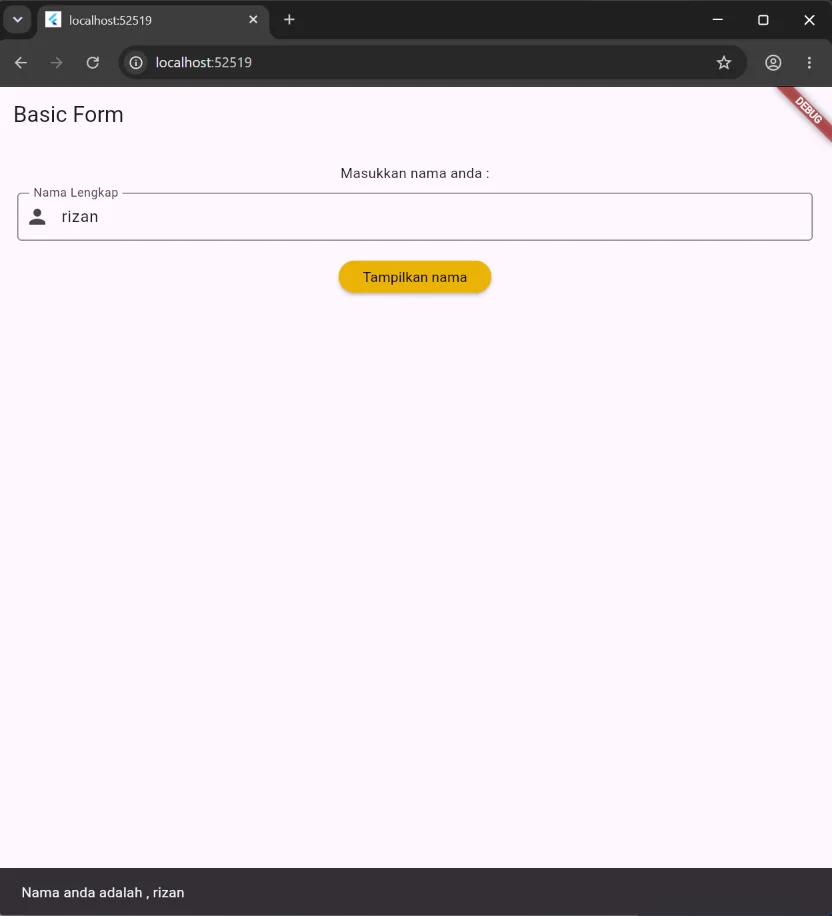 localhost:52519
localhost:52519
Basic Form
DEBUG
Masukkan nama anda :
Nama Lengkap
rizan
Tampilkan nama
Nama anda adalah , rizan